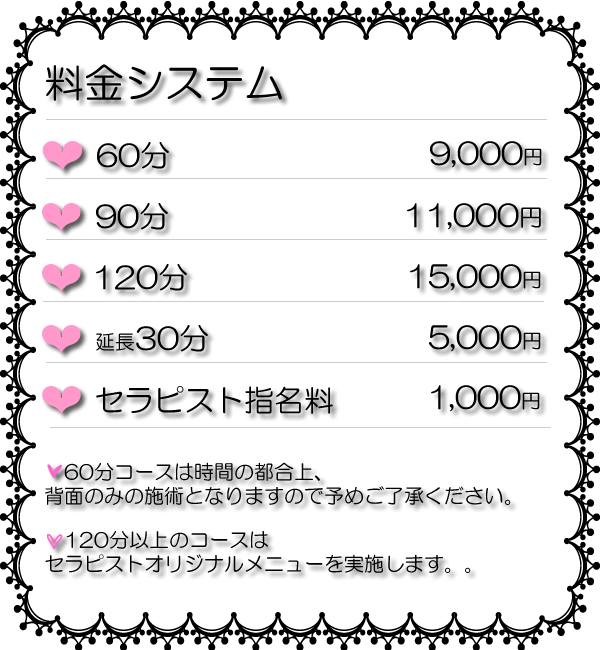 料金システム
60分 9,000円
90分 11,000円
120分 15,000円
延長30分 5,000円
セラピスト指名料 1,000円
60分コースは時間の都合上、
背面のみの施術となりますので予めご了承ください。
120分以上のコースは
セラピストオリジナルメニューを実施します。。